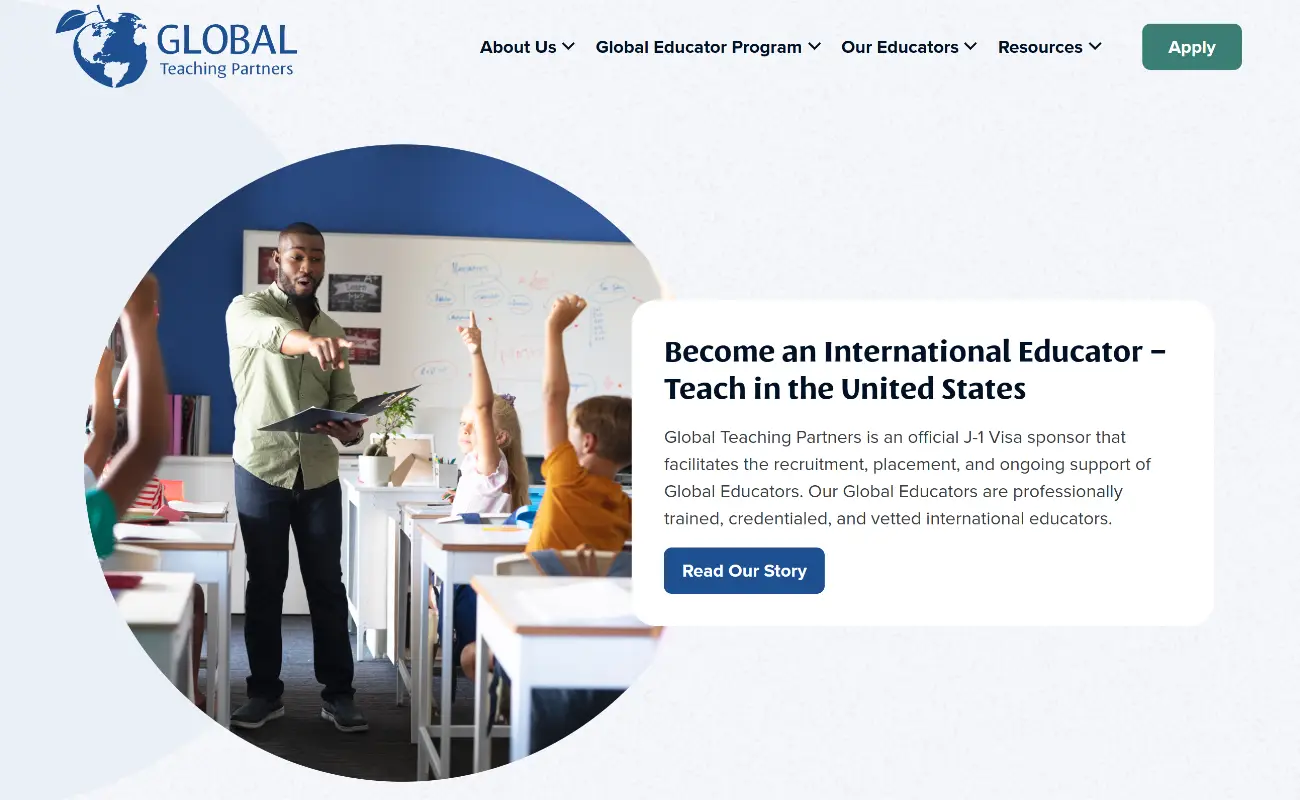 GLOBAL
Teaching Partners
About Us
Global Educator Program
Our Educators
Resources
Apply
Become an International Educator –
Teach in the United States
Global Teaching Partners is an official J-1 Visa sponsor that
facilitates the recruitment, placement, and ongoing support of
Global Educators. Our Global Educators are professionally
trained, credentialed, and vetted international educators.
Read Our Story